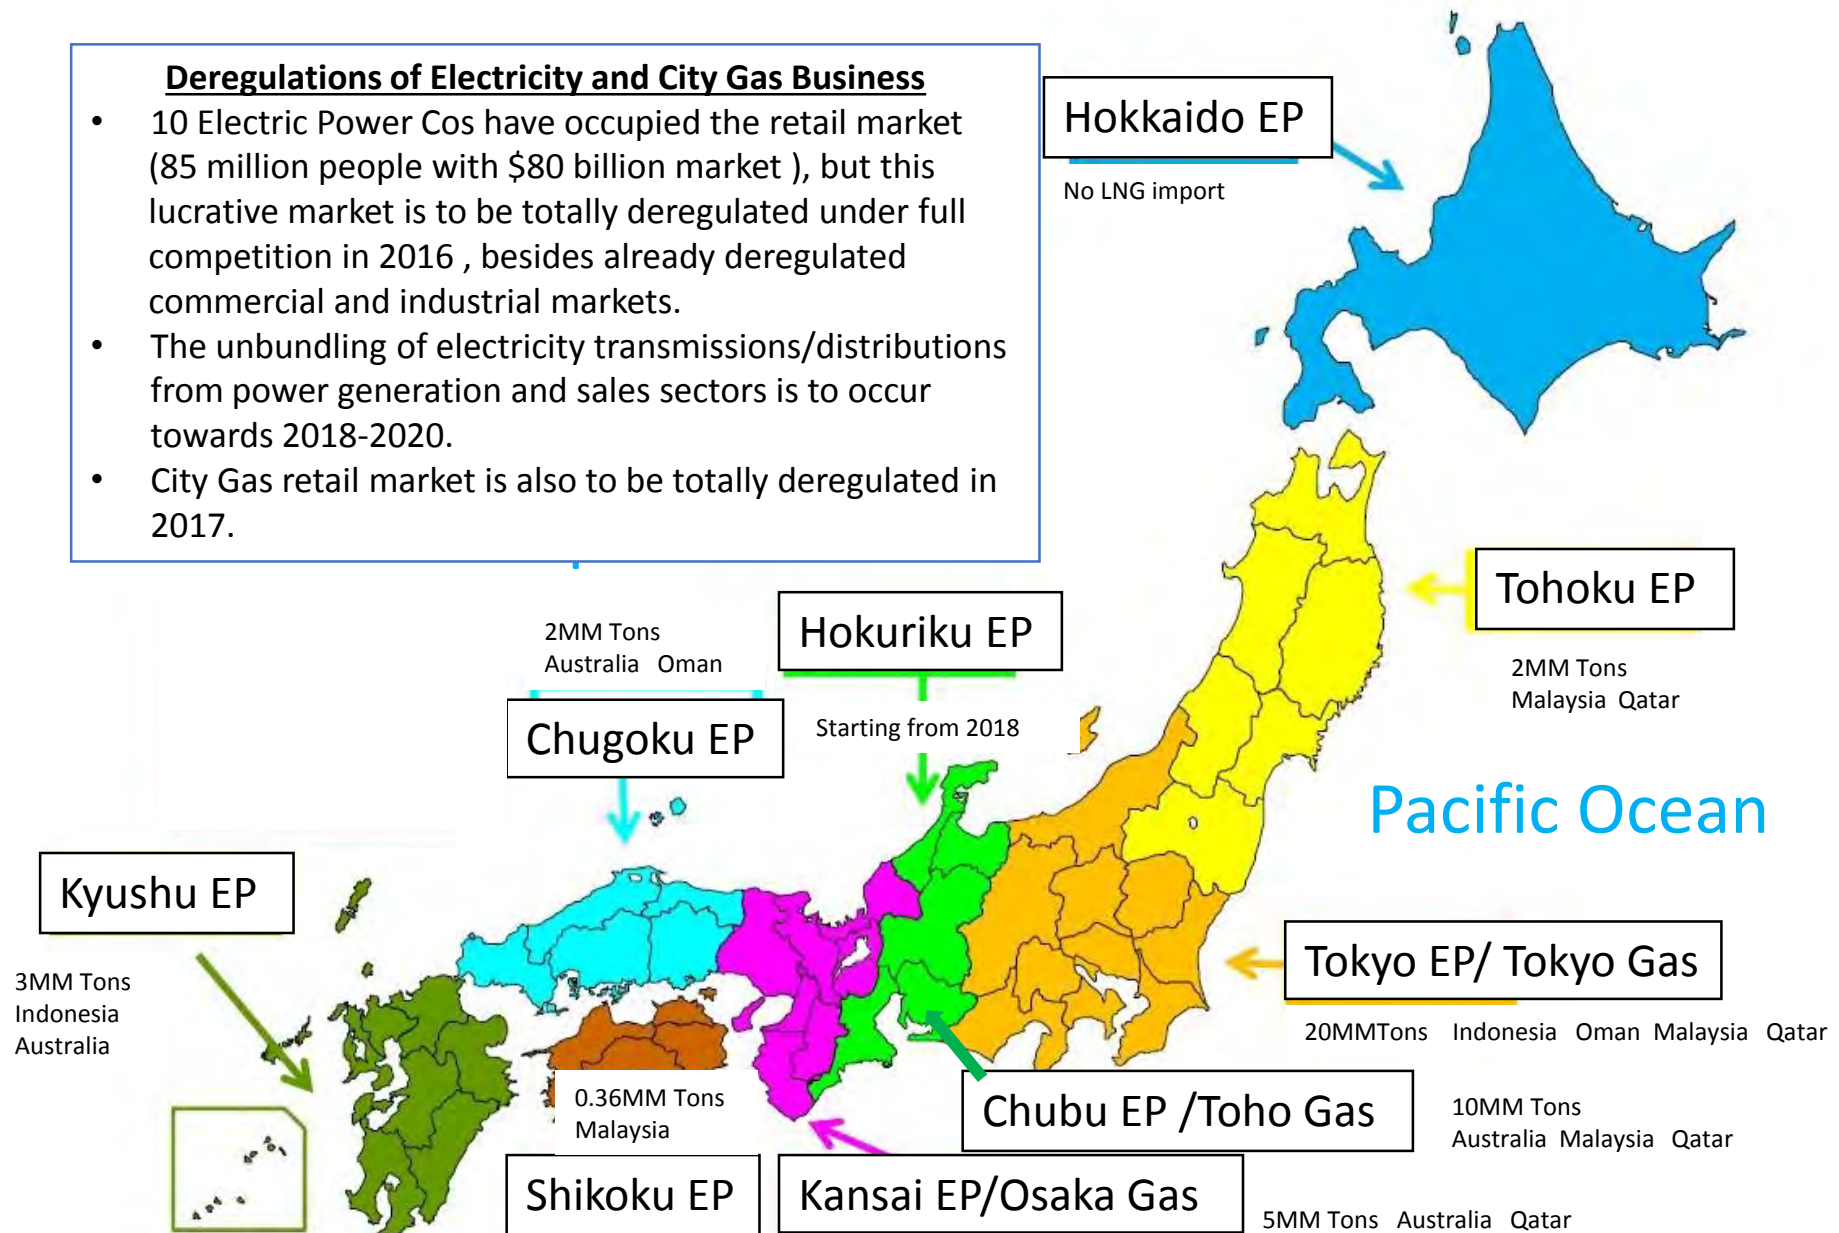 Deregulations of Electricity and City Gas Business
• 10 Electric Power Cos have occupied the retail market
(85 million people with $80 billion market ), but this
lucrative market is to be totally deregulated under full
competition in 2016 , besides already deregulated
commercial and industrial markets.
• The unbundling of electricity transmissions/distributions
from power generation and sales sectors is to occur
towards 2018-2020.
• City Gas retail market is also to be totally deregulated in
2017.
Hokkaido EP
No LNG import
Tohoku EP
2MM Tons
Malaysia Qatar
Hokuriku EP
Starting from 2018
2MM Tons
Australia Oman
Chugoku EP
Pacific Ocean
Kyushu EP
3MM Tons
Indonesia
Australia
Tokyo EP/ Tokyo Gas
20MMTons Indonesia Oman Malaysia Qatar
Chubu EP /Toho Gas
10MM Tons
Australia Malaysia Qatar
0.36MM Tons
Malaysia
Shikoku EP
Kansai EP/Osaka Gas
5MM Tons Australia Qatar